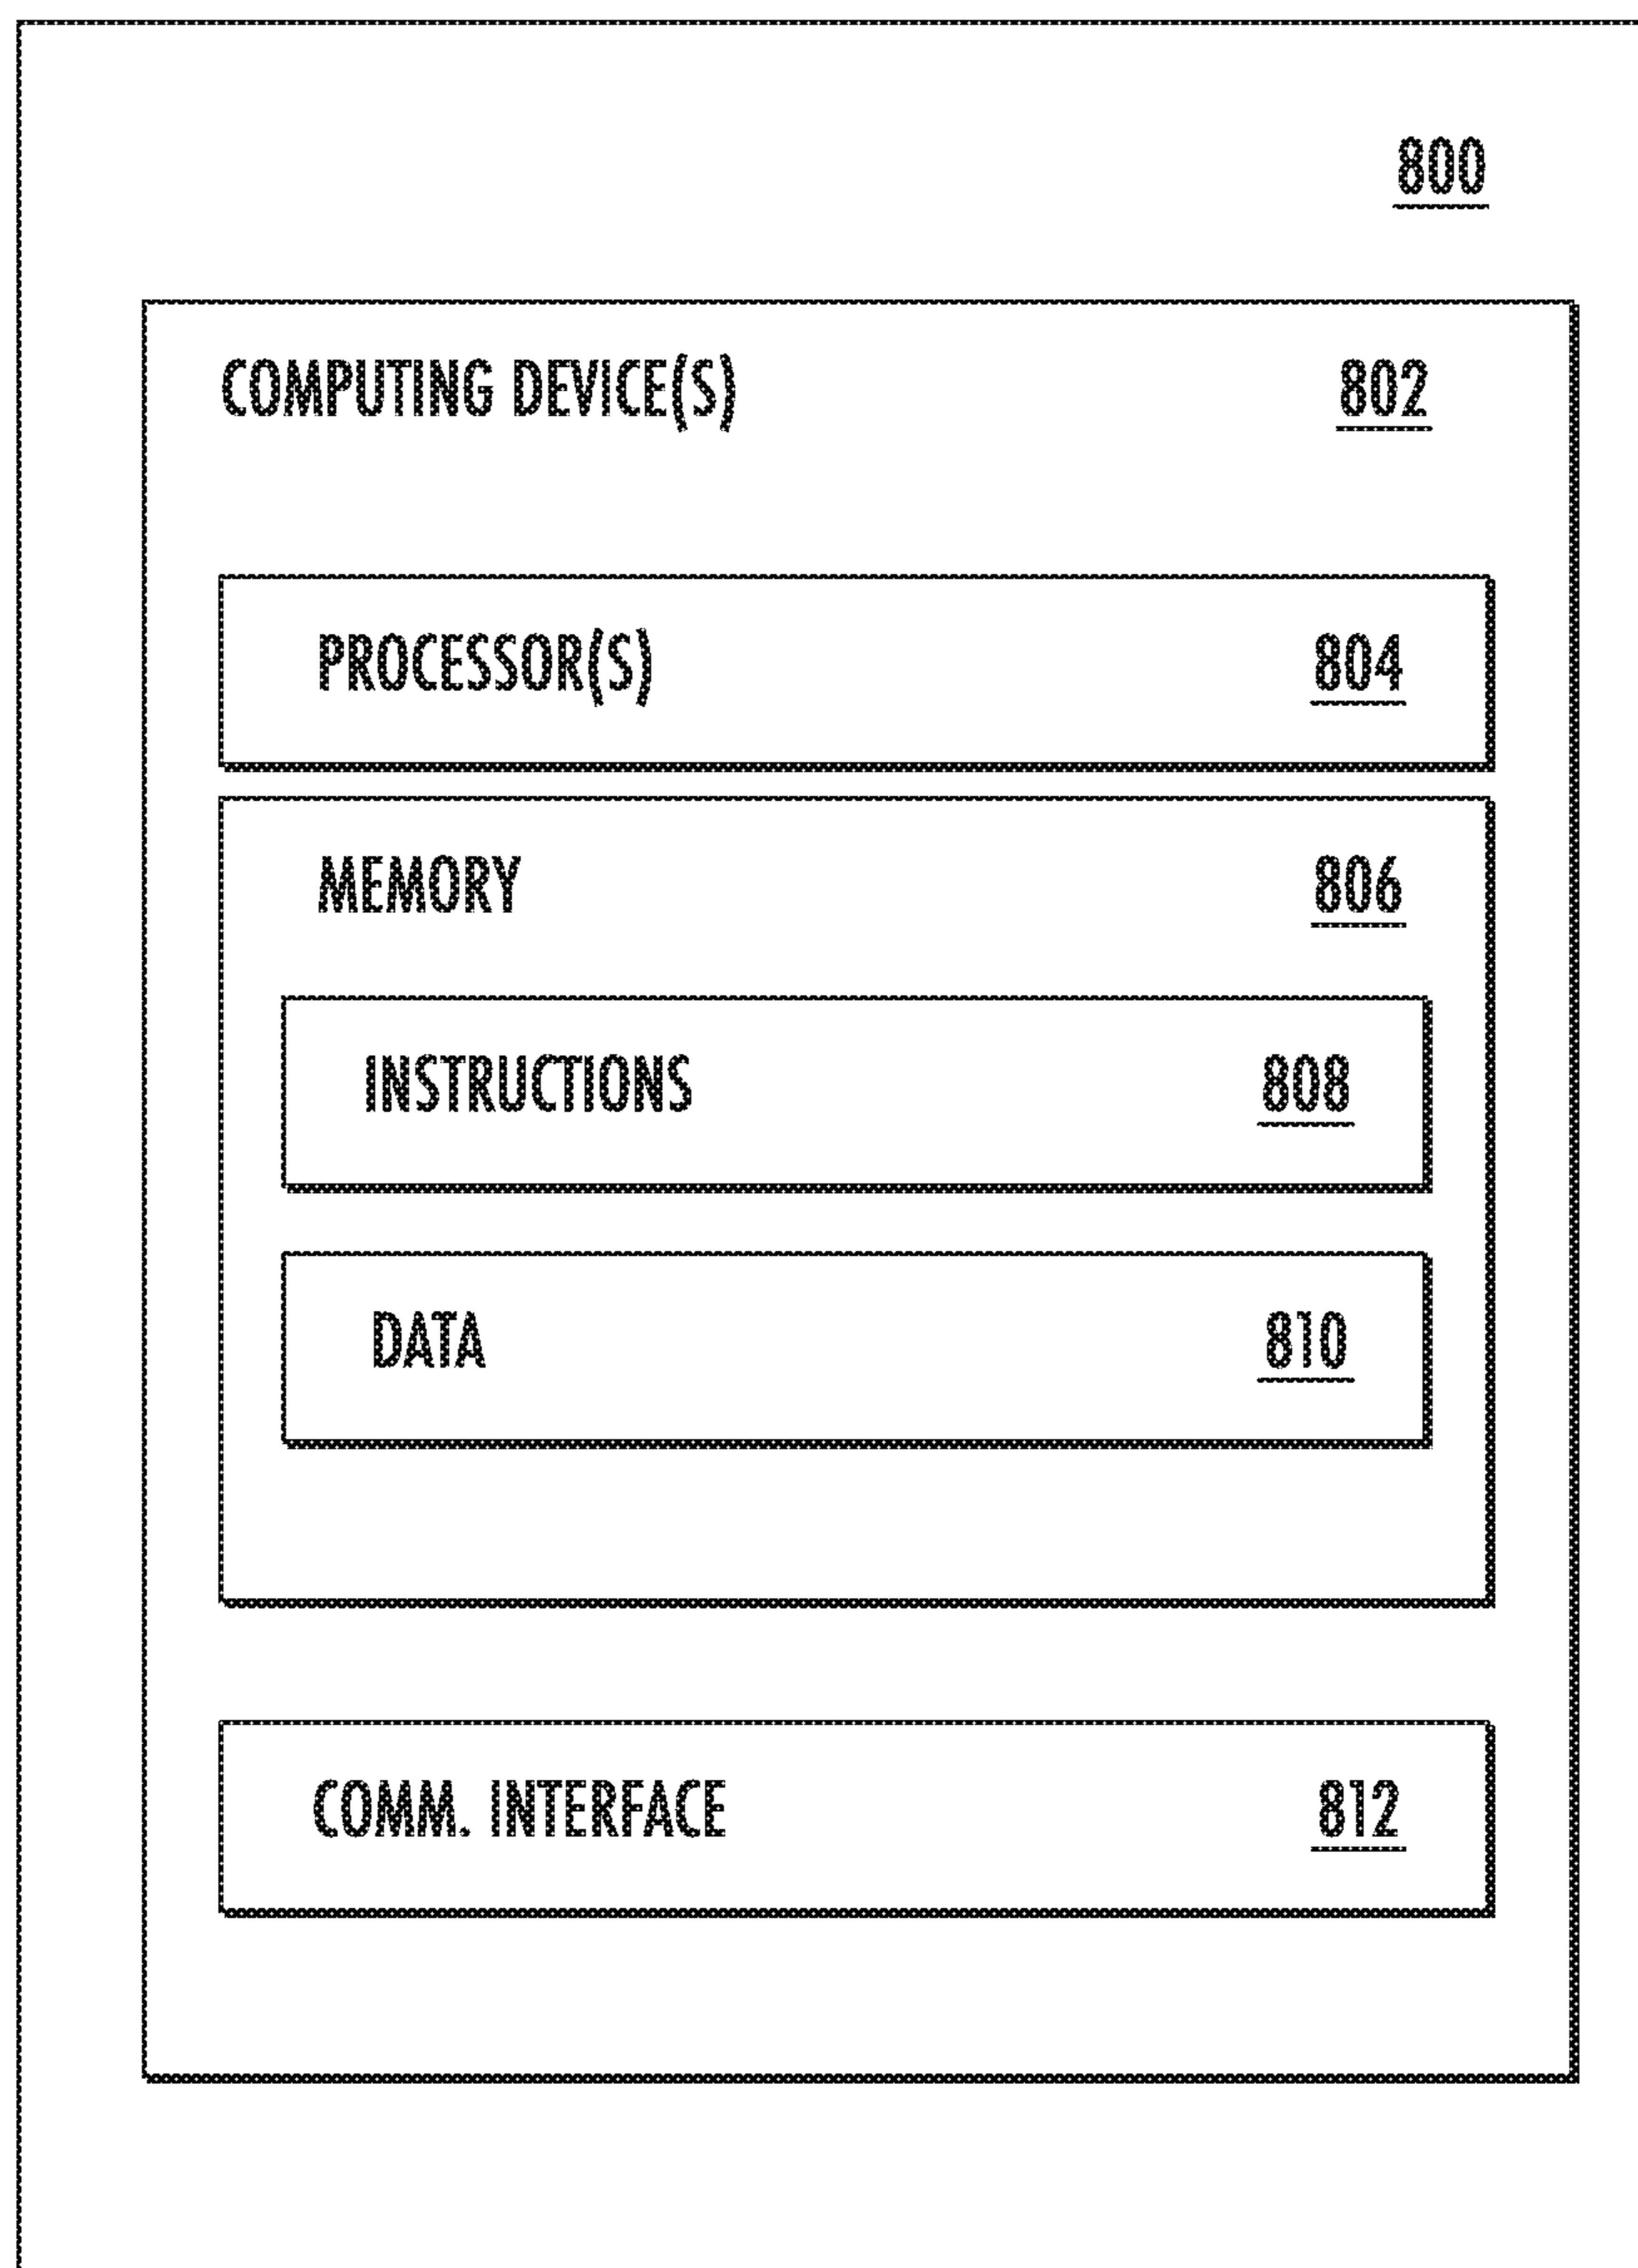 800
COMPUTING DEVICE(S) 802
PROCESSOR(S) 804
MEMORY 806
INSTRUCTIONS 808
DATA 810
COMM. INTERFACE 812